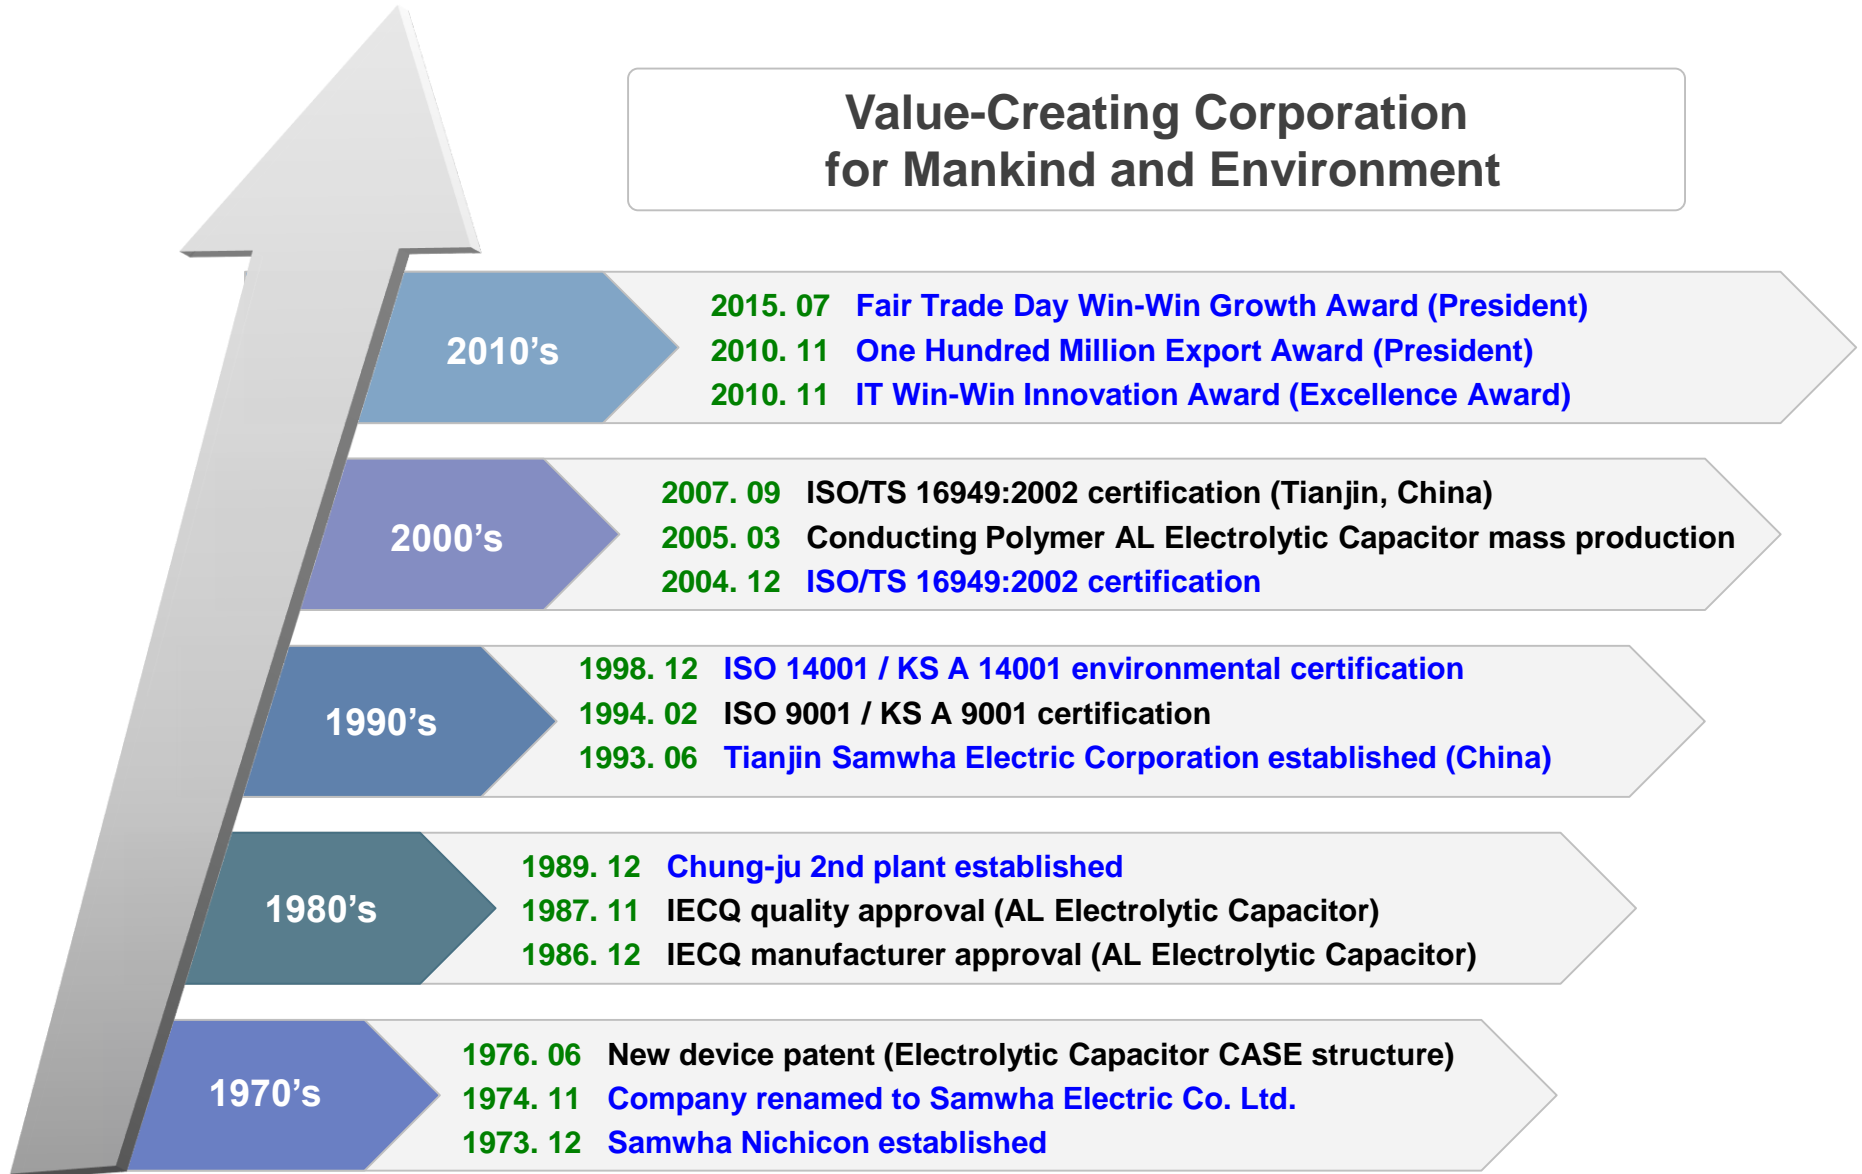 Value-Creating Corporation
for Mankind and Environment
2010’s
2015. 07 Fair Trade Day Win-Win Growth Award (President)
2010. 11 One Hundred Million Export Award (President)
2010. 11 IT Win-Win Innovation Award (Excellence Award)
2000’s
2007. 09 ISO/TS 16949:2002 certification (Tianjin, China)
2005. 03 Conducting Polymer AL Electrolytic Capacitor mass production
2004. 12 ISO/TS 16949:2002 certification
1990’s
1998. 12 ISO 14001 / KS A 14001 environmental certification
1994. 02 ISO 9001 / KS A 9001 certification
1993. 06 Tianjin Samwha Electric Corporation established (China)
1980’s
1989. 12 Chung-ju 2nd plant established
1987. 11 IECQ quality approval (AL Electrolytic Capacitor)
1986. 12 IECQ manufacturer approval (AL Electrolytic Capacitor)
1970’s
1976. 06 New device patent (Electrolytic Capacitor CASE structure)
1974. 11 Company renamed to Samwha Electric Co. Ltd.
1973. 12 Samwha Nichicon established